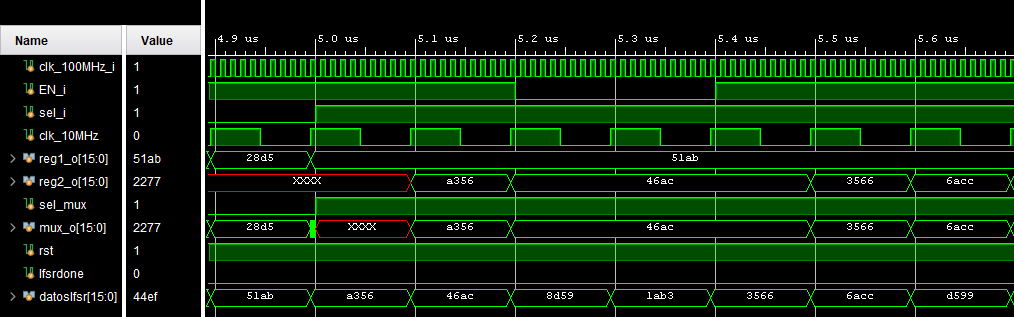 Name Value
4.9 us 5.0 us 5.1 us 5.2 us 5.3 us 5.4 us 5.5 us 5.6 us
clk_100MHz_i 1
EN_i 1
sel_i 1
clk_10MHz 0
reg1_o[15:0] 51ab 28d5 51ab
reg2_o[15:0] 2277 XXXX a356 46ac 3566 6acc
sel_mux 1
mux_o[15:0] 2277 28d5 XXXX a356 46ac 3566 6acc
rst 1
lfsrdone 0
datoslfsr[15:0] 44ef 51ab a356 46ac 8d59 1ab3 3566 6acc d599